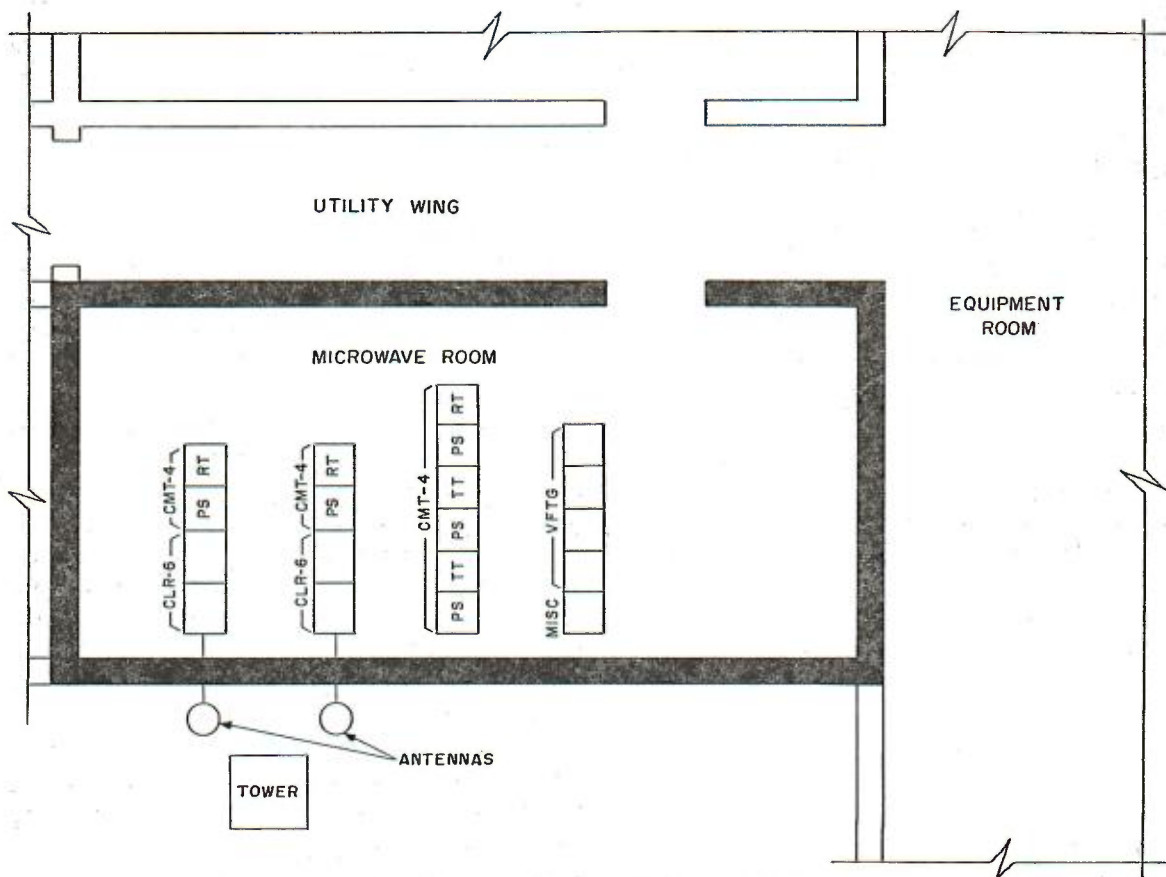 UTILITY WING
EQUIPMENT
ROOM
MICROWAVE ROOM
CLR-6 CMT-4
PS RT
CLR-6 CMT-4
PS RT
CMT-4
PS TT PS TT PS RT
MISC VFTG
ANTENNAS
TOWER